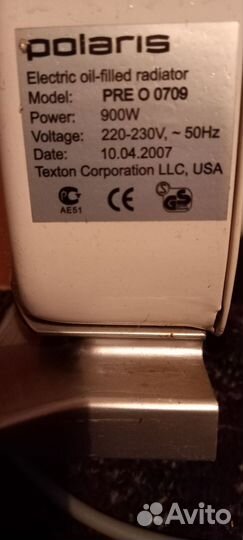 polaris
Electric oil-filled radiator
Model: PRE O 0709
Power: 900W
Voltage: 220-230V, ~ 50Hz
Date: 10.04.2007
Texton Corporation LLC, USA
АЕ51 CE GS
Avito